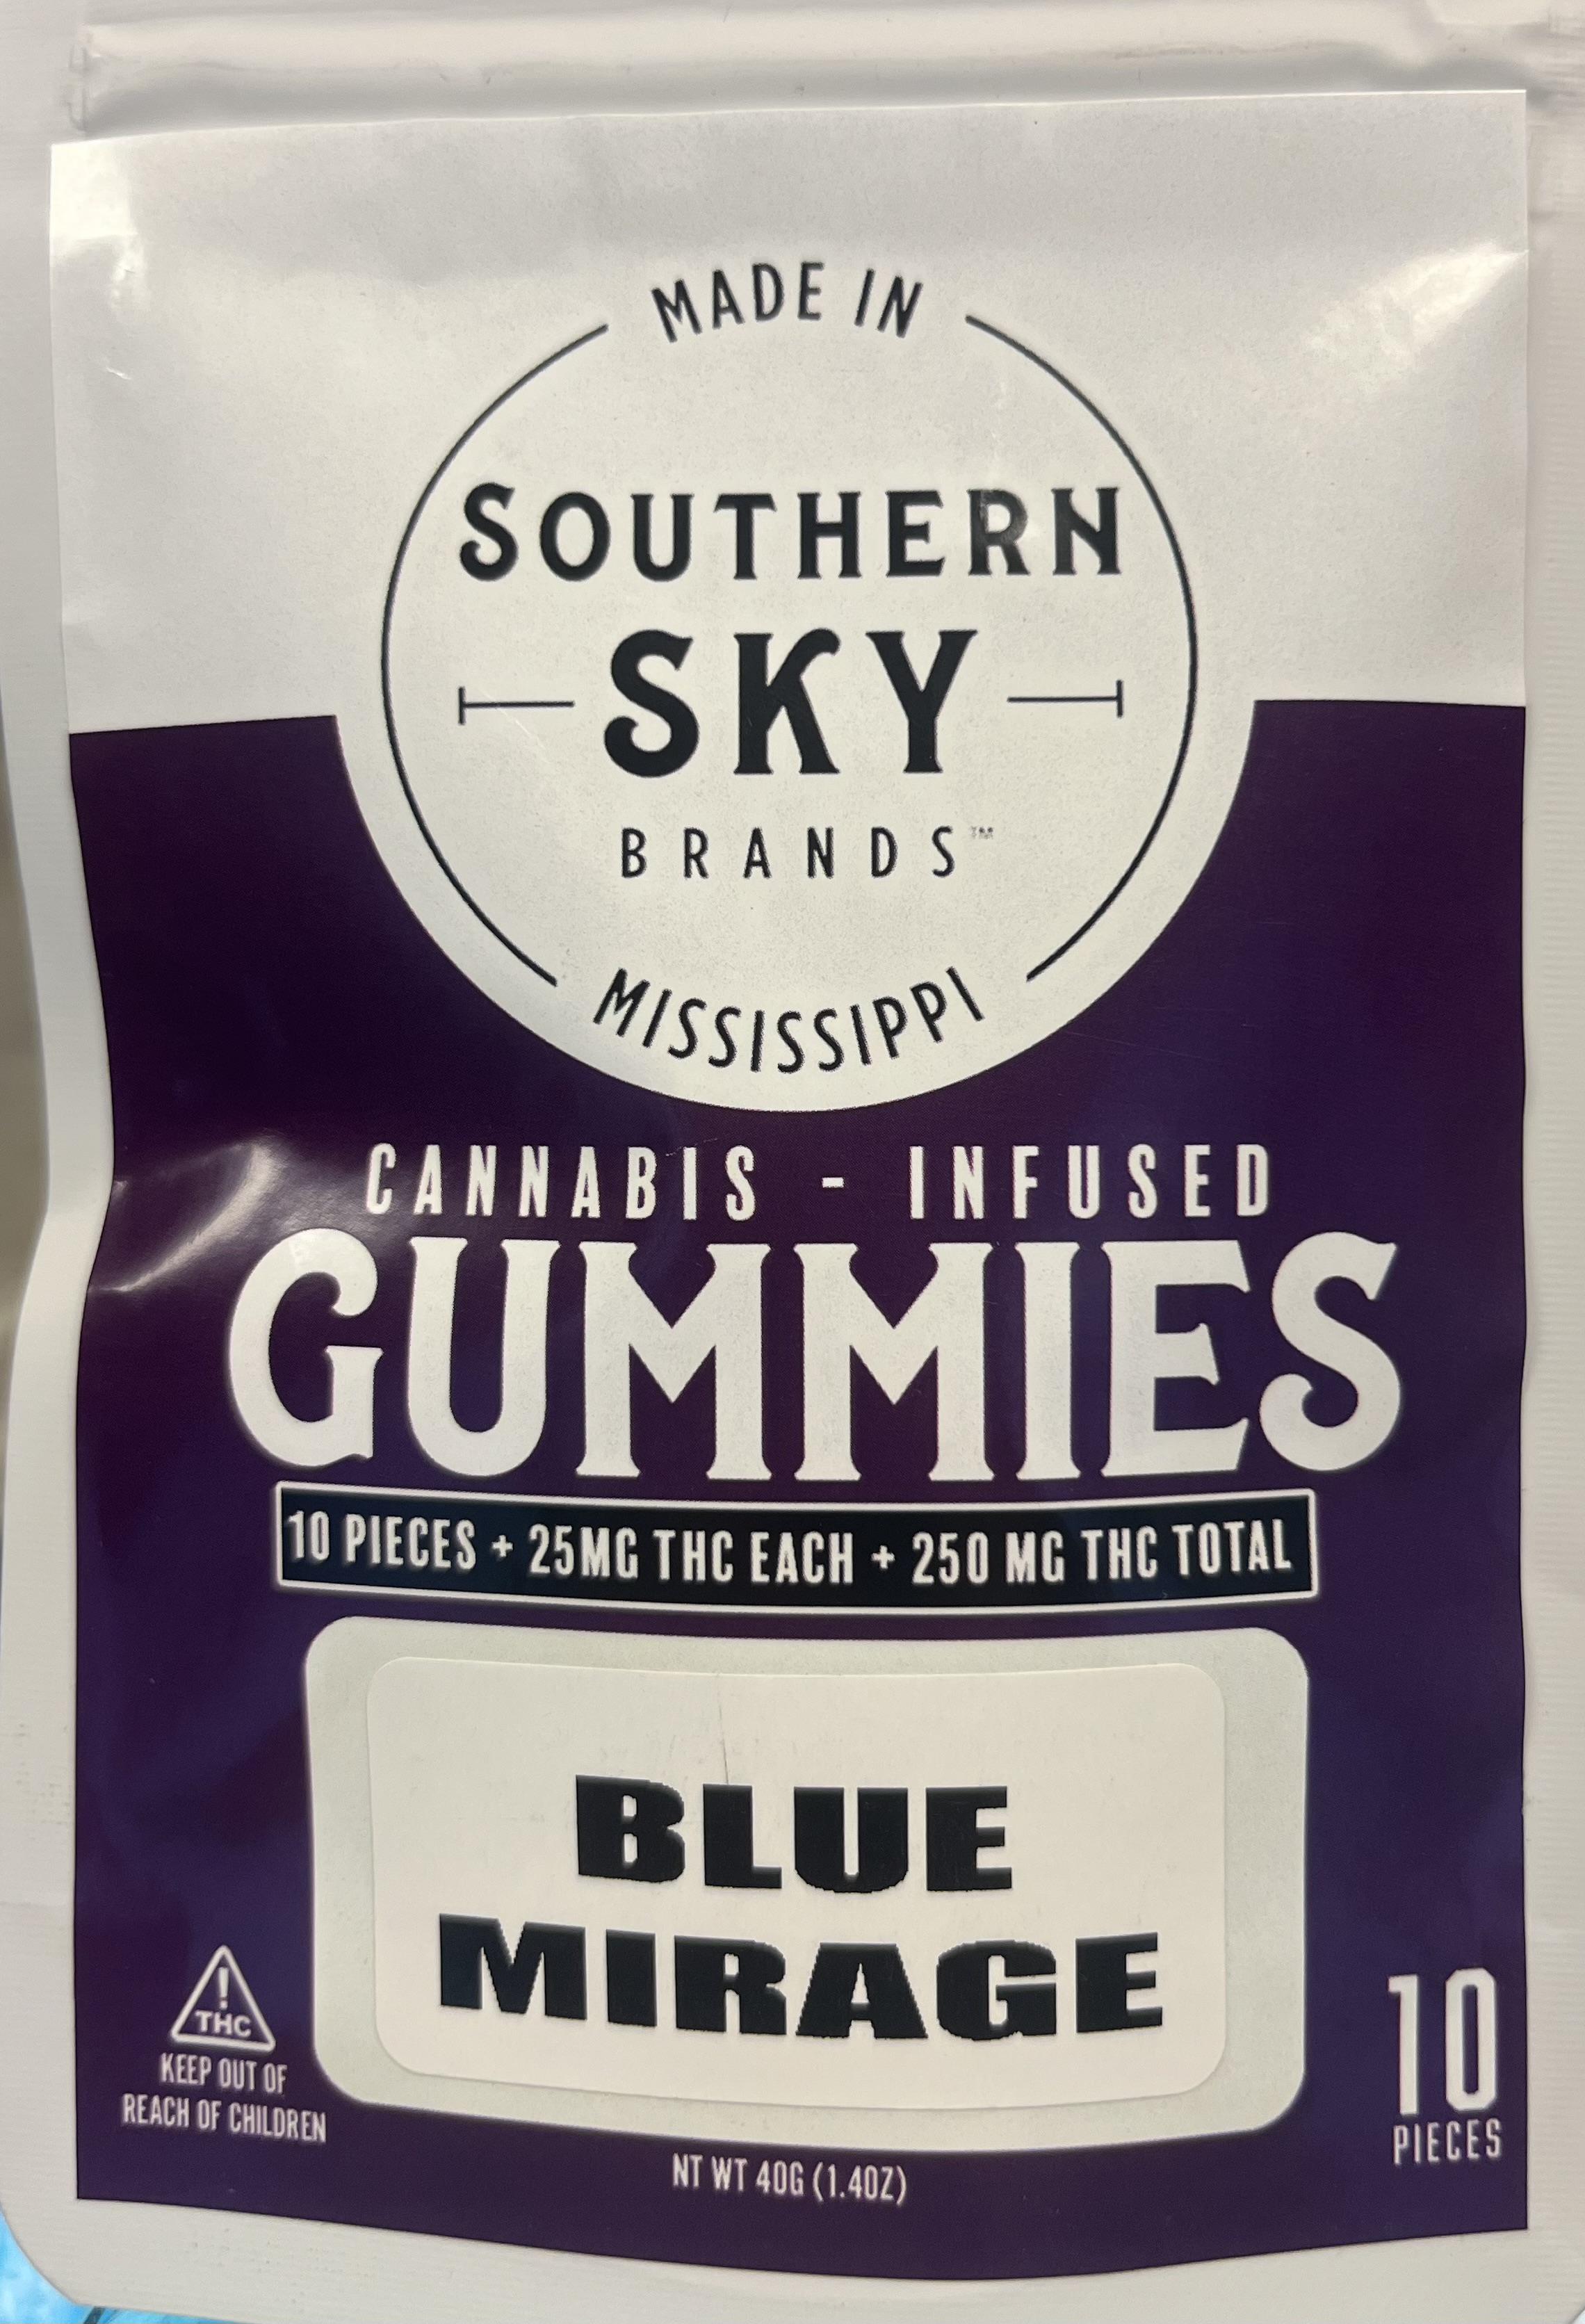 MADE IN
SOUTHERN
SKY
BRANDS™
MISSISSIPPI
CANNABIS - INFUSED
GUMMIES
10 PIECES + 25MG THC EACH + 250 MG THC TOTAL
BLUE
MIRAGE
!
THC
KEEP OUT OF
REACH OF CHILDREN
10
PIECES
NT WT 40G (1.4OZ)